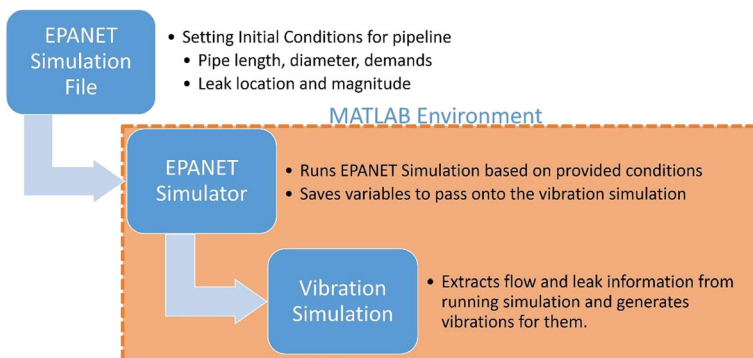 EPANET
Simulation
File
• Setting Initial Conditions for pipeline
• Pipe length, diameter, demands
• Leak location and magnitude
MATLAB Environment
EPANET
Simulator
• Runs EPANET Simulation based on provided conditions
• Saves variables to pass onto the vibration simulation
Vibration
Simulation
• Extracts flow and leak information from
running simulation and generates
vibrations for them.